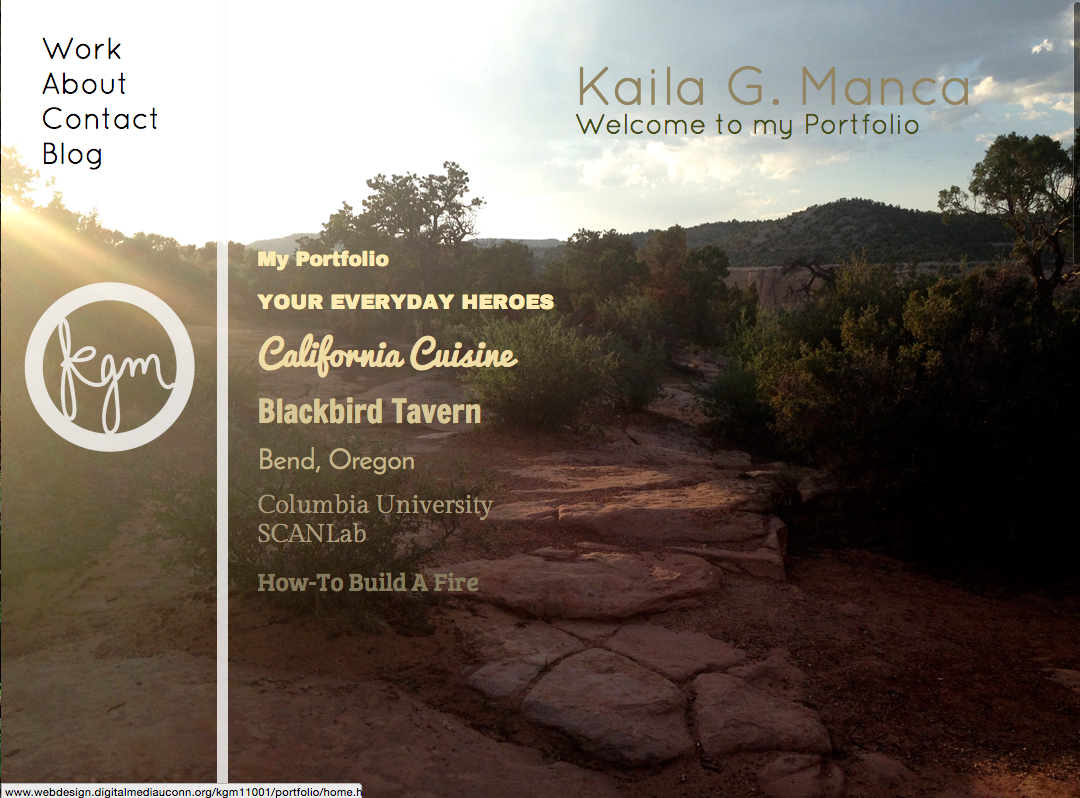 Work
About
Contact
Blog
Kaila G. Manca
Welcome to my Portfolio
kgm
My Portfolio
YOUR EVERYDAY HEROES
California Cuisine
Blackbird Tavern
Bend, Oregon
Columbia University
SCANLab
How-To Build A Fire
www.webdesign.digitalmediauconn.org/kgm11001/portfolio/home.h